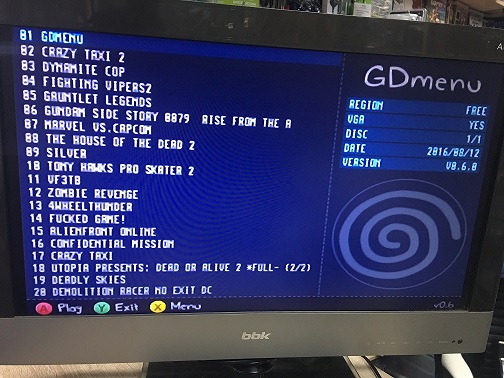 01 GDMENU
02 CRAZY TAXI 2
03 DYNAMITE COP
04 FIGHTING VIPERS2
05 GAUNTLET LEGENDS
06 GUNDAM SIDE STORY 0079 RISE FROM THE A
07 MARVEL VS.CAPCOM
08 THE HOUSE OF THE DEAD 2
09 SILVER
10 TONY HAWKS PRO SKATER 2
11 VF3TB
12 ZOMBIE REVENGE
13 4WHEELTHUNDER
14 FUCKED GAME!
15 ALIENFRONT ONLINE
16 CONFIDENTIAL MISSION
17 CRAZY TAXI
18 UTOPIA PRESENTS: DEAD OR ALIVE 2 *FULL- (2/2)
19 DEADLY SKIES
20 DEMOLITION RACER NO EXIT DC
A Play Y Exit X Menu
GDmenu
REGION FREE
VGA YES
DISC 1/1
DATE 2016/08/12
VERSION V0.6.0
v0.6
bbk